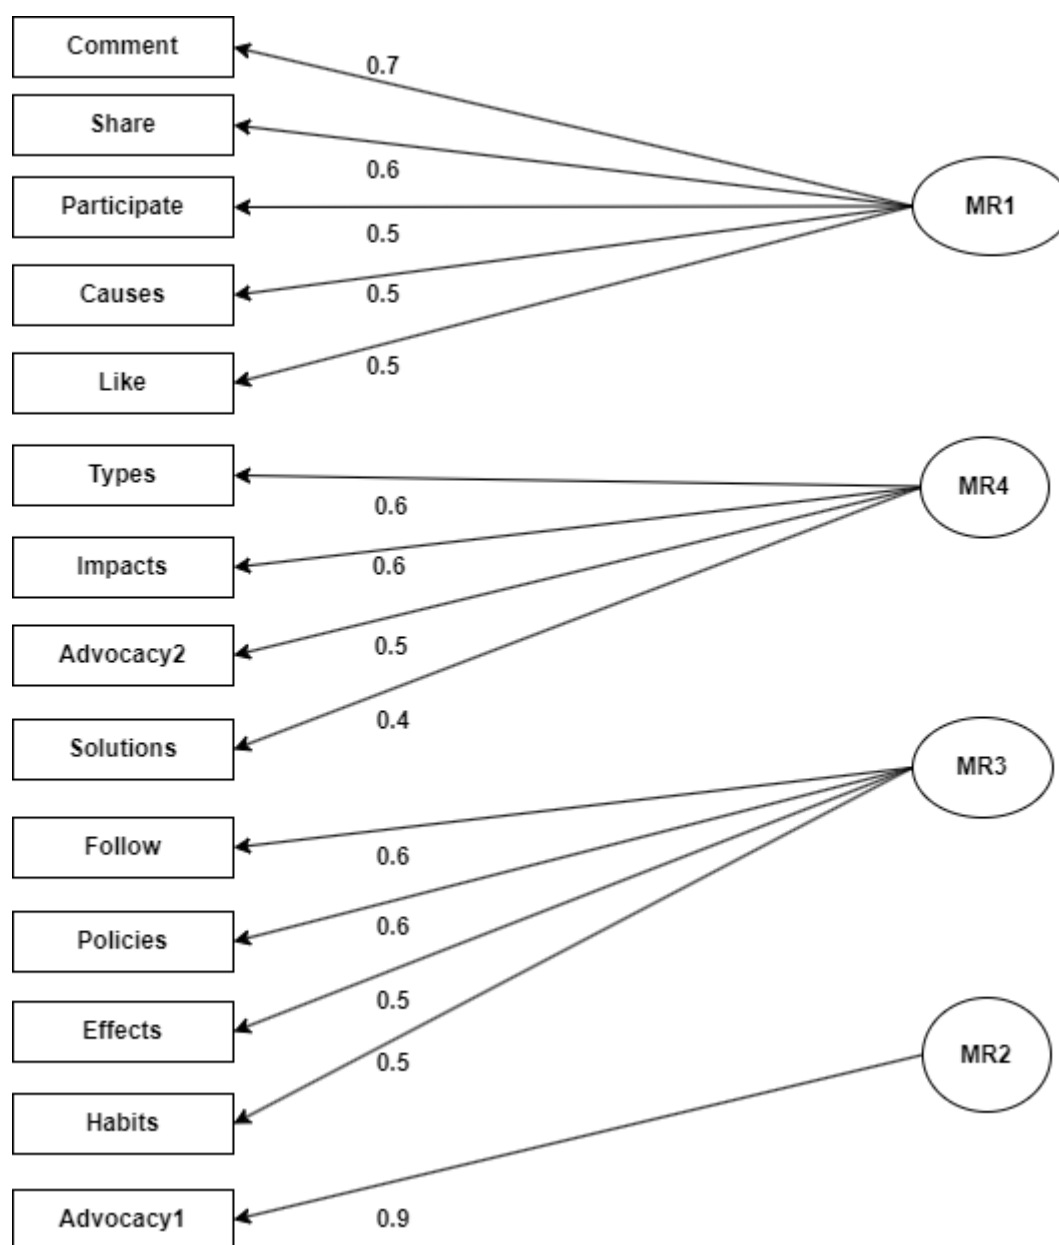 Comment
0.7
Share
0.6
MR1
Participate
0.5
Causes
0.5
Like
0.5
Types
0.6
MR4
Impacts
0.6
Advocacy2
0.5
Solutions
0.4
MR3
Follow
0.6
Policies
0.6
Effects
0.5
MR2
Habits
0.5
Advocacy1
0.9